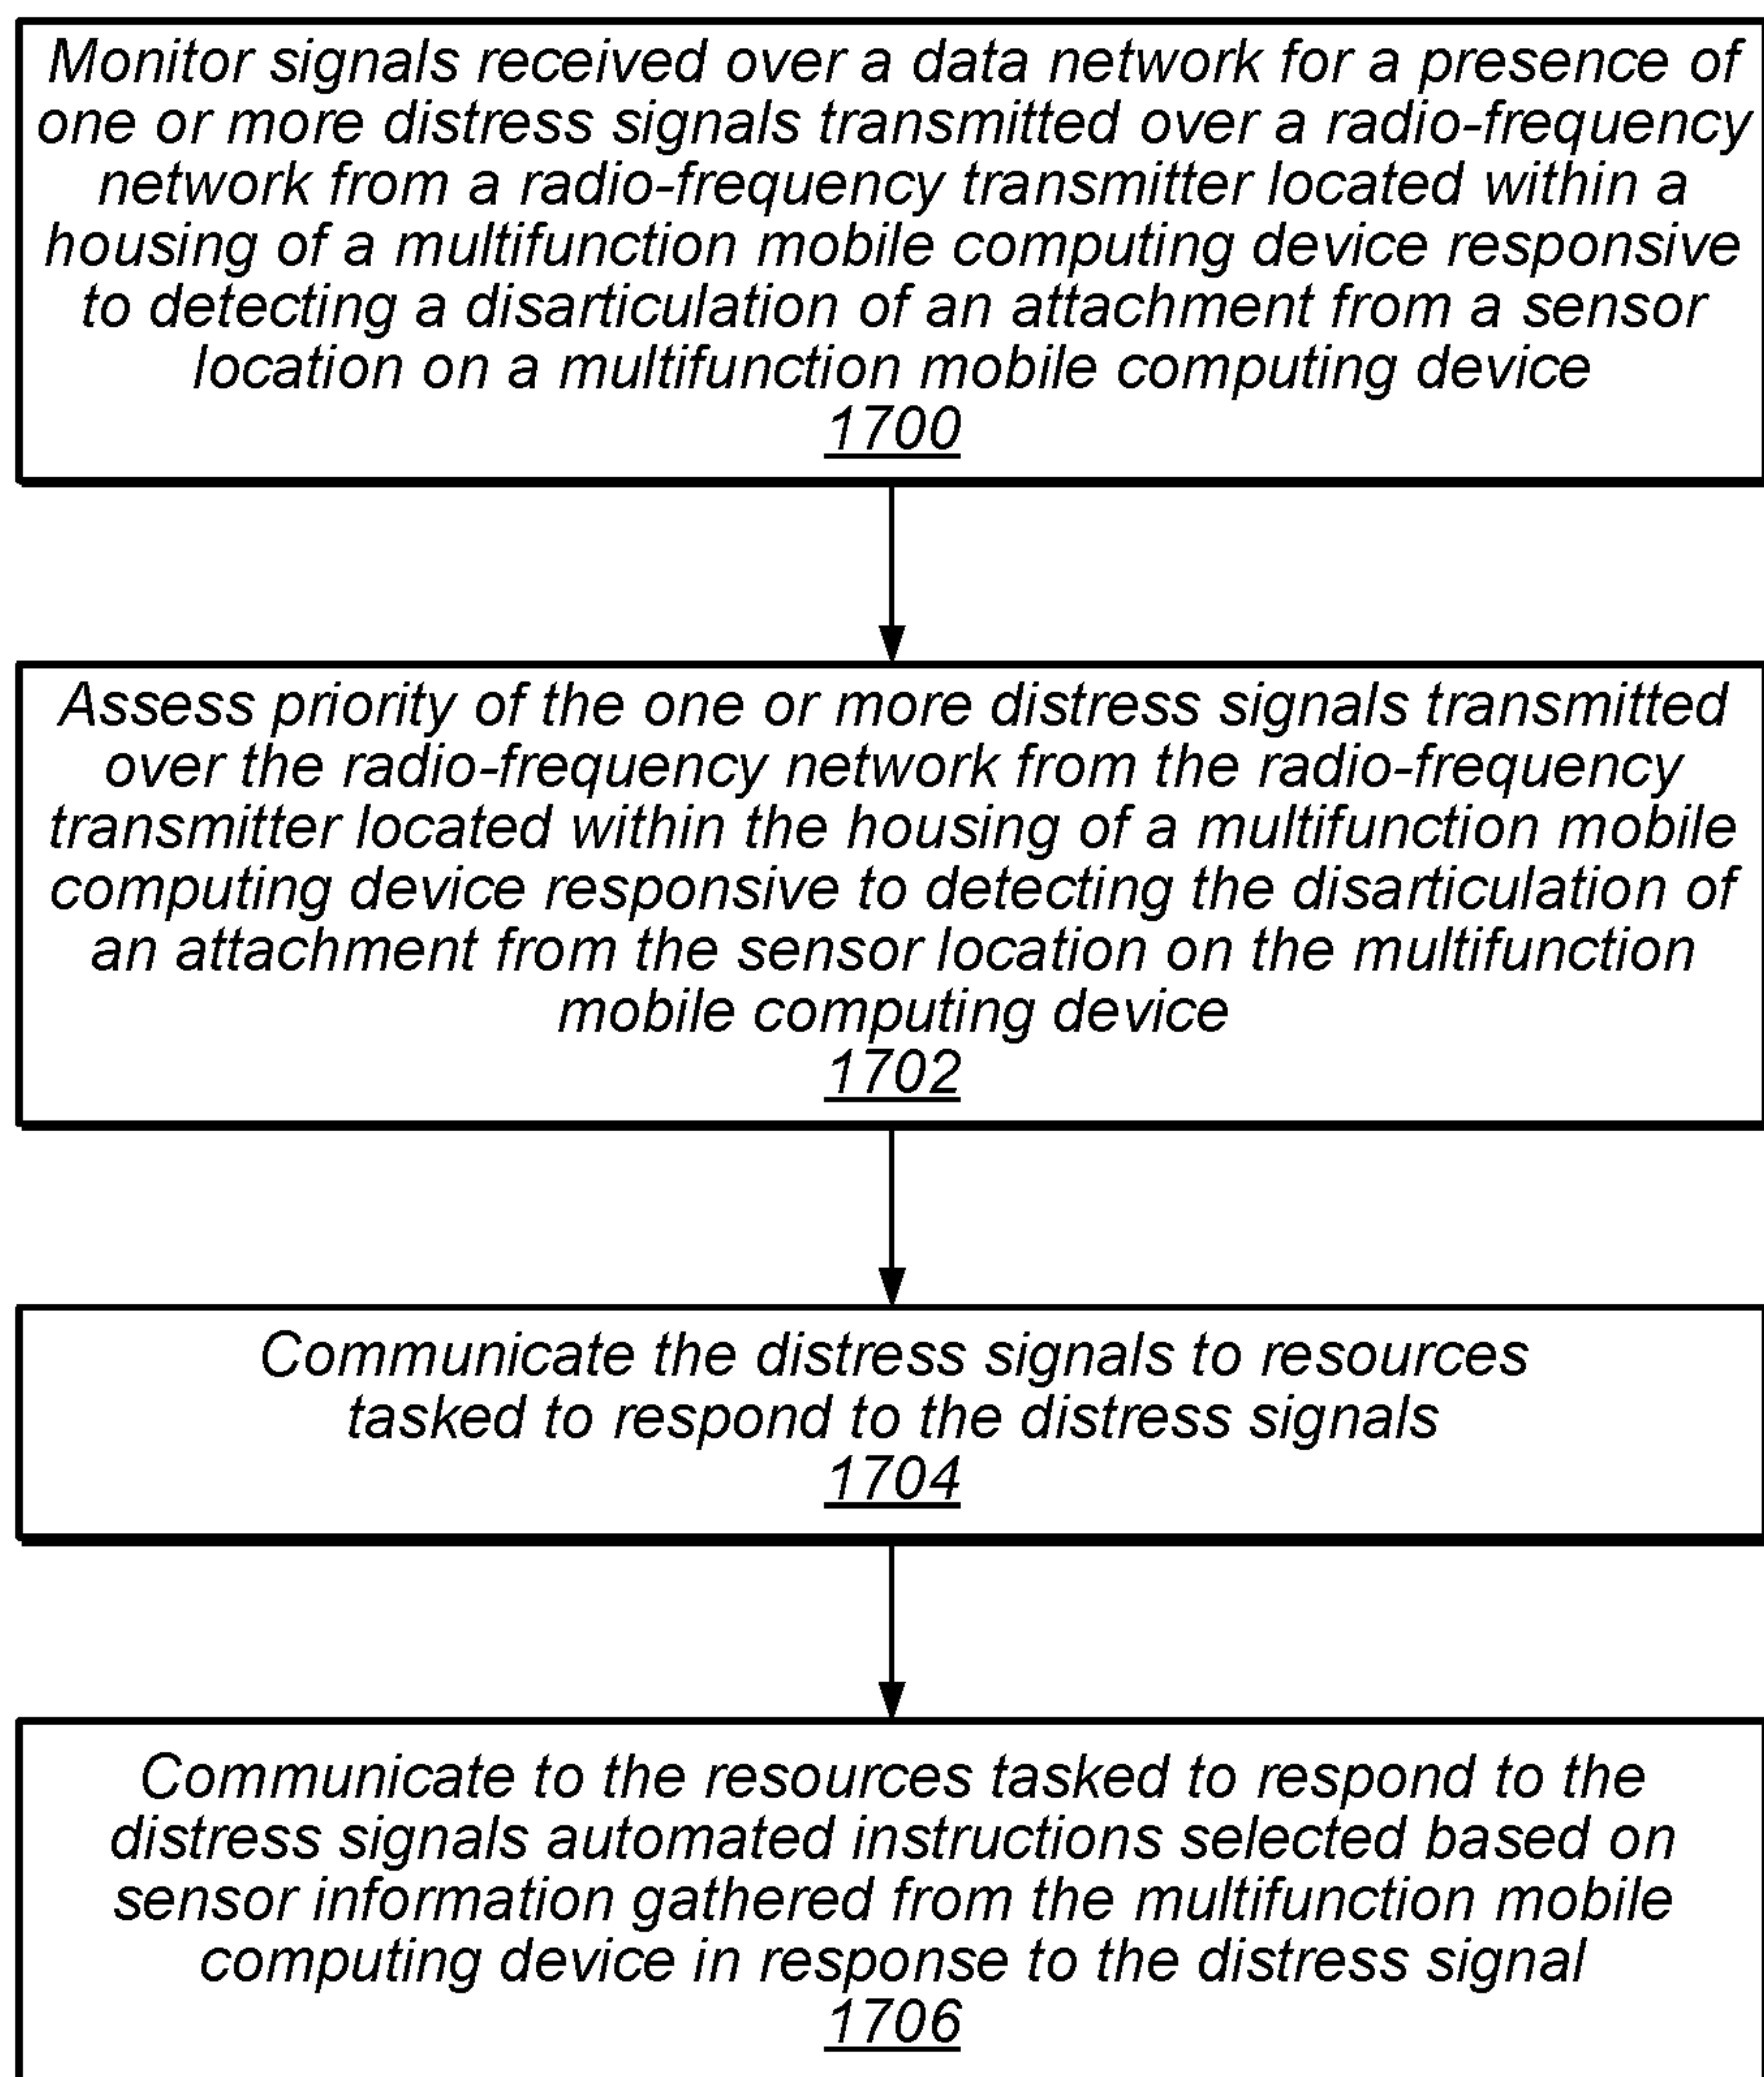 Monitor signals received over a data network for a presence of
one or more distress signals transmitted over a radio-frequency
network from a radio-frequency transmitter located within a
housing of a multifunction mobile computing device responsive
to detecting a disarticulation of an attachment from a sensor
location on a multifunction mobile computing device
1700
Assess priority of the one or more distress signals transmitted
over the radio-frequency network from the radio-frequency
transmitter located within the housing of a multifunction mobile
computing device responsive to detecting the disarticulation of
an attachment from the sensor location on the multifunction
mobile computing device
1702
Communicate the distress signals to resources
tasked to respond to the distress signals
1704
Communicate to the resources tasked to respond to the
distress signals automated instructions selected based on
sensor information gathered from the multifunction mobile
computing device in response to the distress signal
1706